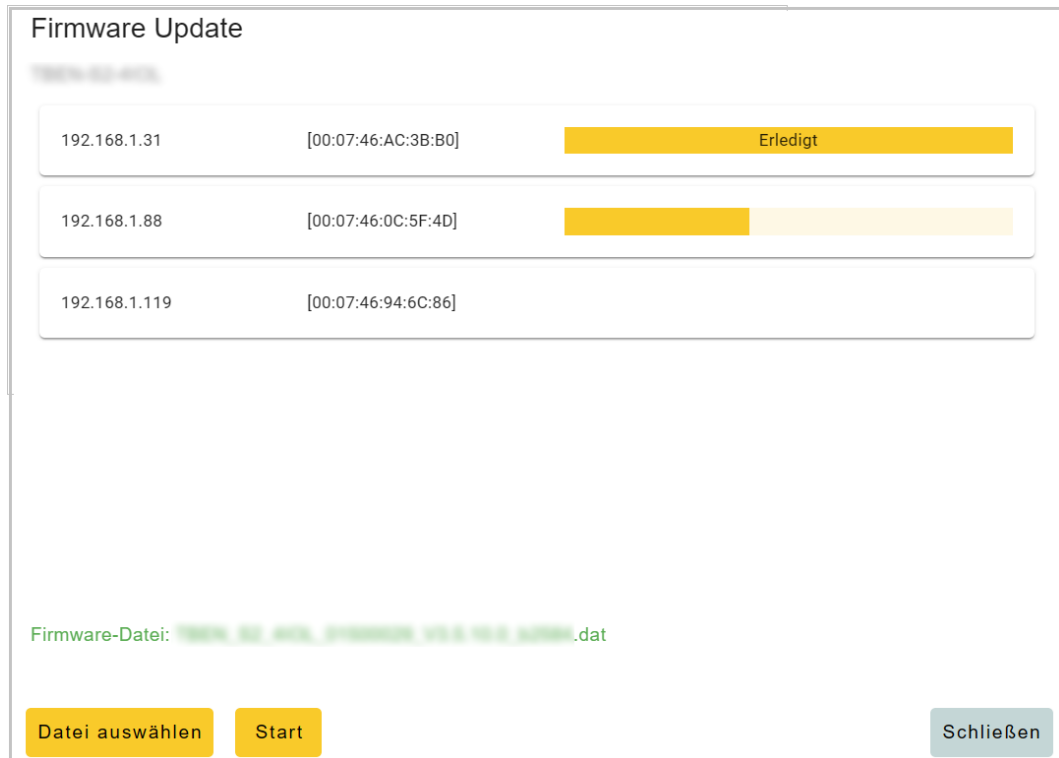 Firmware Update
192.168.1.31 [00:07:46:AC:3B:B0] Erledigt
192.168.1.88 [00:07:46:0C:5F:4D]
192.168.1.119 [00:07:46:94:6C:86]
Firmware-Datei: .dat
Datei auswählen Start Schließen